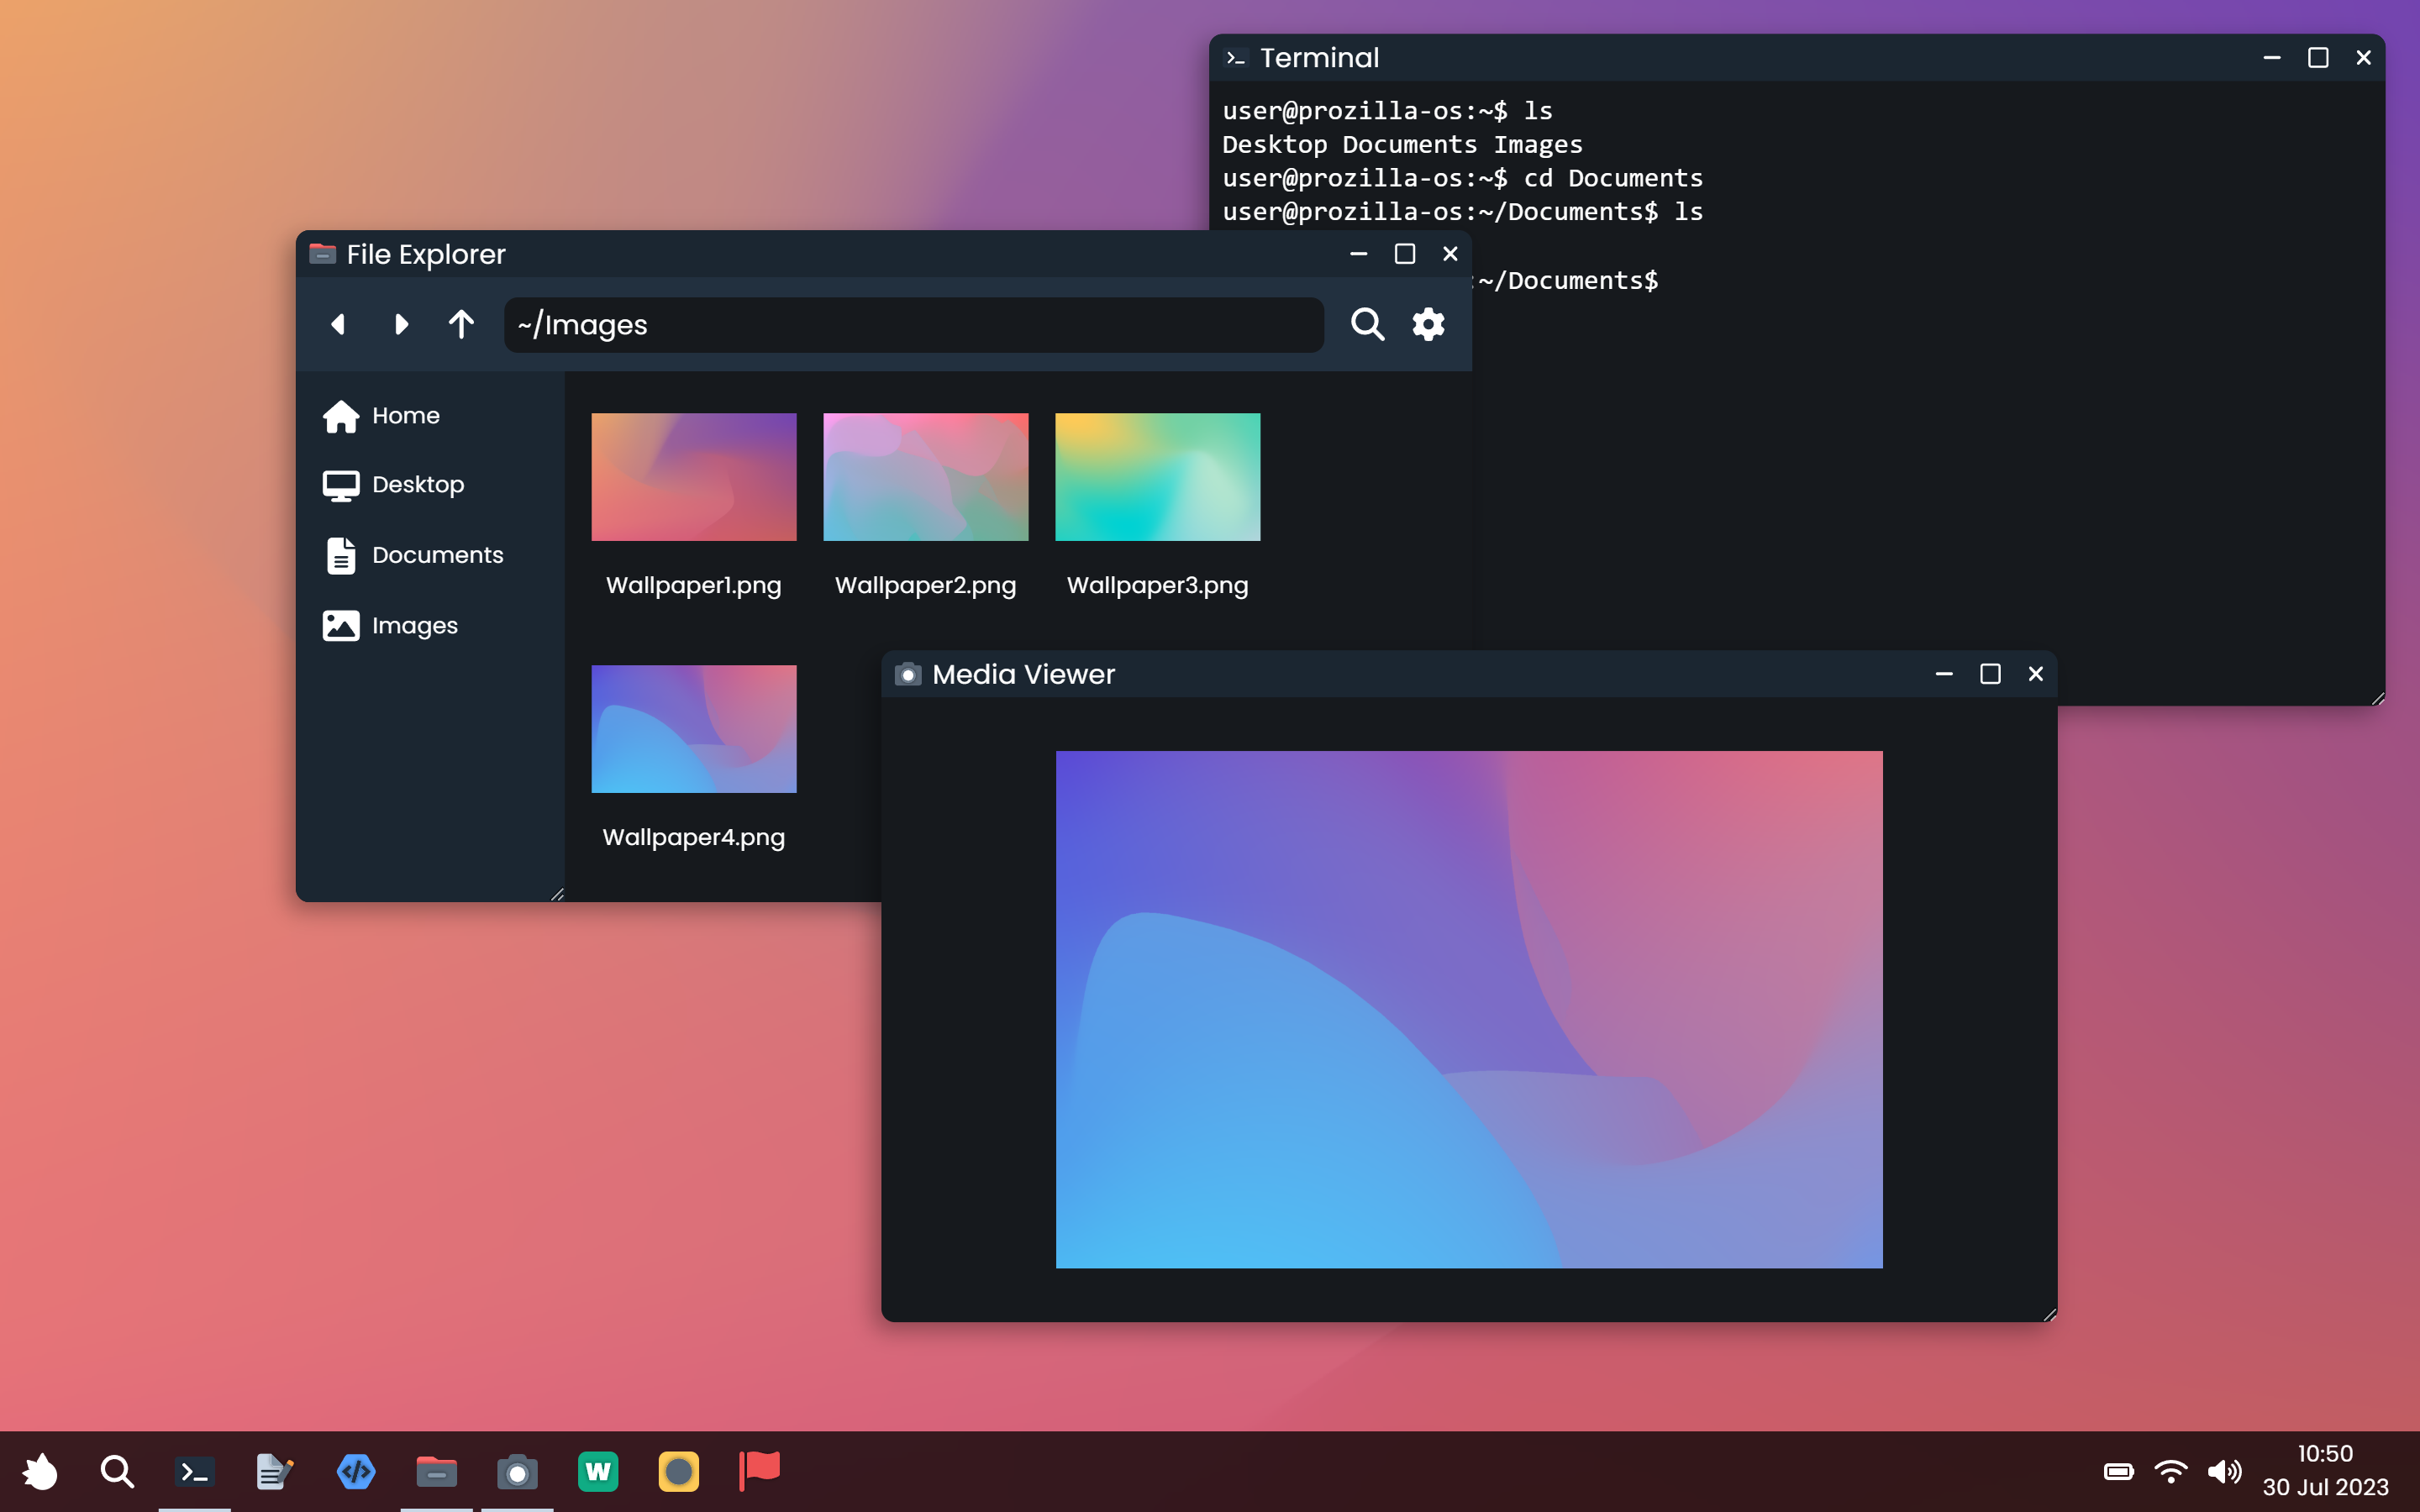 Terminal
user@prozilla-os:~$ ls
Desktop Documents Images
user@prozilla-os:~$ cd Documents
user@prozilla-os:~/Documents$ ls
:~/Documents$
File Explorer
~/Images
Home
Desktop
Documents
Images
Wallpaper1.png
Wallpaper2.png
Wallpaper3.png
Wallpaper4.png
Media Viewer
W
10:50
30 Jul 2023